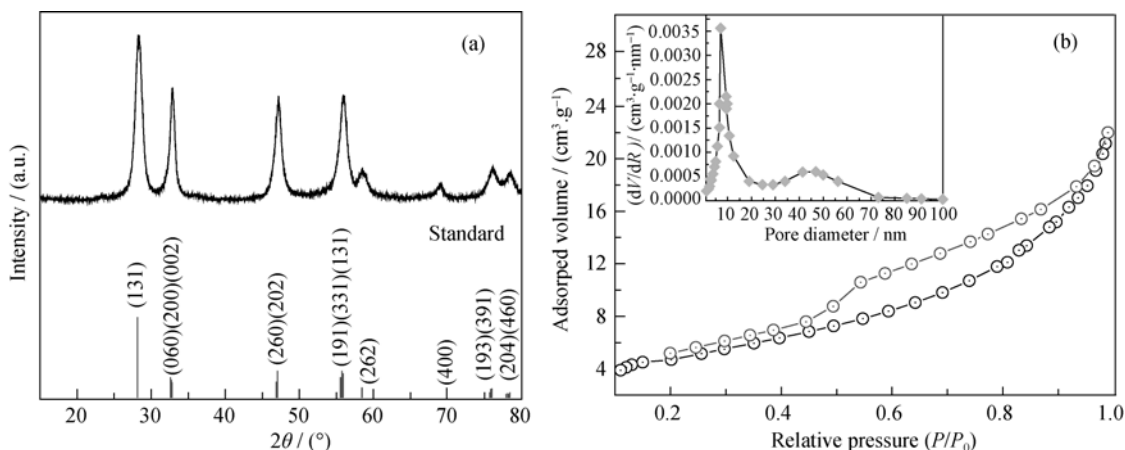 (a)
Intensity / (a.u.)
Standard
(131)
(060)(200)(002)
(260)(202)
(191)(331)(131)
(262)
(400)
(193)(391)
(204)(460)
20 30 40 50 60 70 80
2θ / (°)
(b)
Adsorped volume / (cm³·g⁻¹)
28
24
20
16
12
8
4
0.2 0.4 0.6 0.8 1.0
Relative pressure (P/P₀)
(dV/dR) / (cm³·g⁻¹·nm⁻¹)
0.0035
0.0030
0.0025
0.0020
0.0015
0.0010
0.0005
0.0000
10 20 30 40 50 60 70 80 90 100
Pore diameter / nm